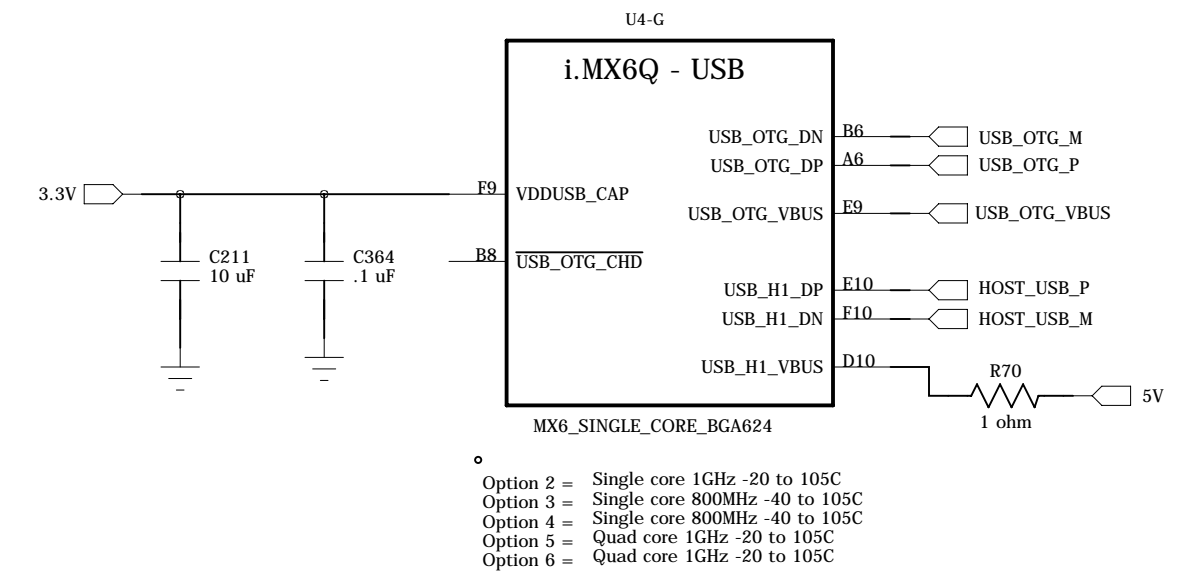 U4-G
i.MX6Q - USB
USB_OTG_DN B6 USB_OTG_M
USB_OTG_DP A6 USB_OTG_P
3.3V F9 VDDUSB_CAP
USB_OTG_VBUS E9 USB_OTG_VBUS
C211
10 uF
C364
.1 uF
B8 USB_OTG_CHD
USB_H1_DP E10 HOST_USB_P
USB_H1_DN F10 HOST_USB_M
USB_H1_VBUS D10
R70
1 ohm
5V
MX6_SINGLE_CORE_BGA624
Option 2 = Single core 1GHz -20 to 105C
Option 3 = Single core 800MHz -40 to 105C
Option 4 = Single core 800MHz -40 to 105C
Option 5 = Quad core 1GHz -20 to 105C
Option 6 = Quad core 1GHz -20 to 105C